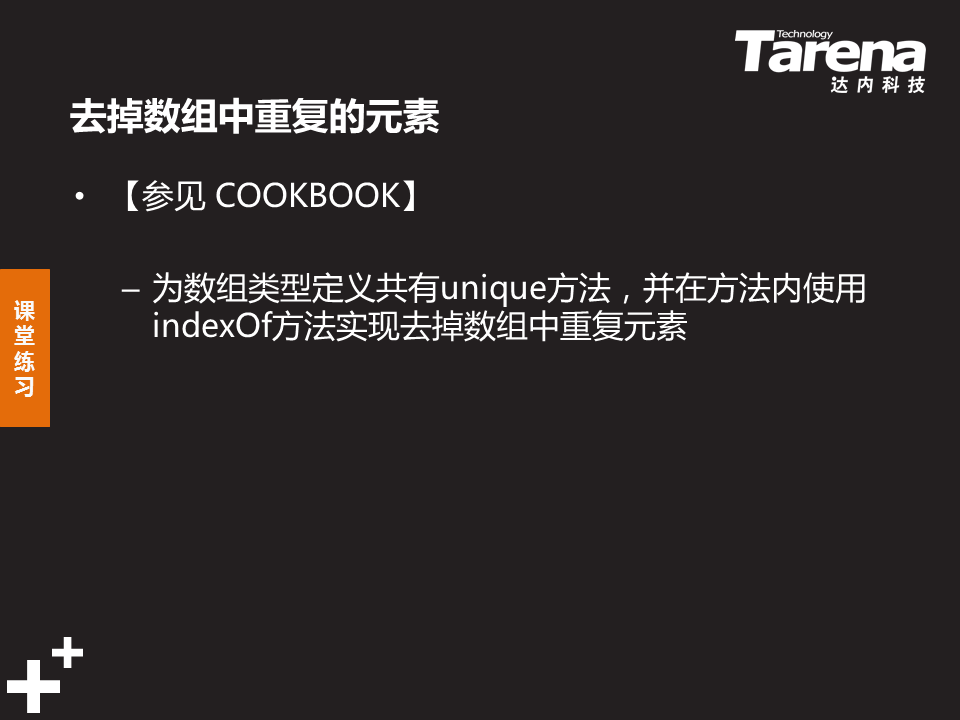 Technology
Tarena
达内科技
去掉数组中重复的元素
• 【参见 COOKBOOK】
– 为数组类型定义共有unique方法，并在方法内使用
indexOf方法实现去掉数组中重复元素
课
堂
练
习